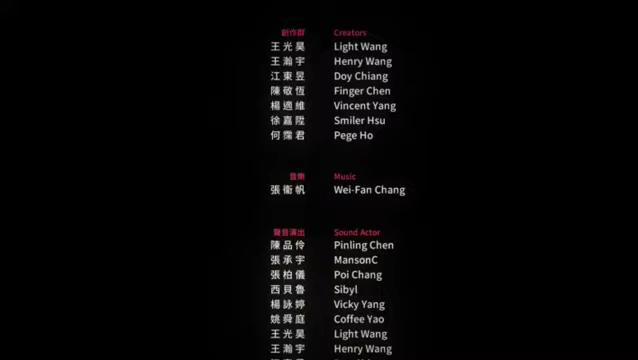 創作群 Creators
王光昊 Light Wang
王瀚宇 Henry Wang
江東昱 Doy Chiang
陳敬恆 Finger Chen
楊適維 Vincent Yang
徐嘉陞 Smiler Hsu
何霈君 Pege Ho
音樂 Music
張衞帆 Wei-Fan Chang
聲音演出 Sound Actor
陳品伶 Pinling Chen
張承宇 MansonC
張柏儀 Poi Chang
西貝魯 Sibyl
楊詠婷 Vicky Yang
姚舜庭 Coffee Yao
王光昊 Light Wang
王瀚宇 Henry Wang